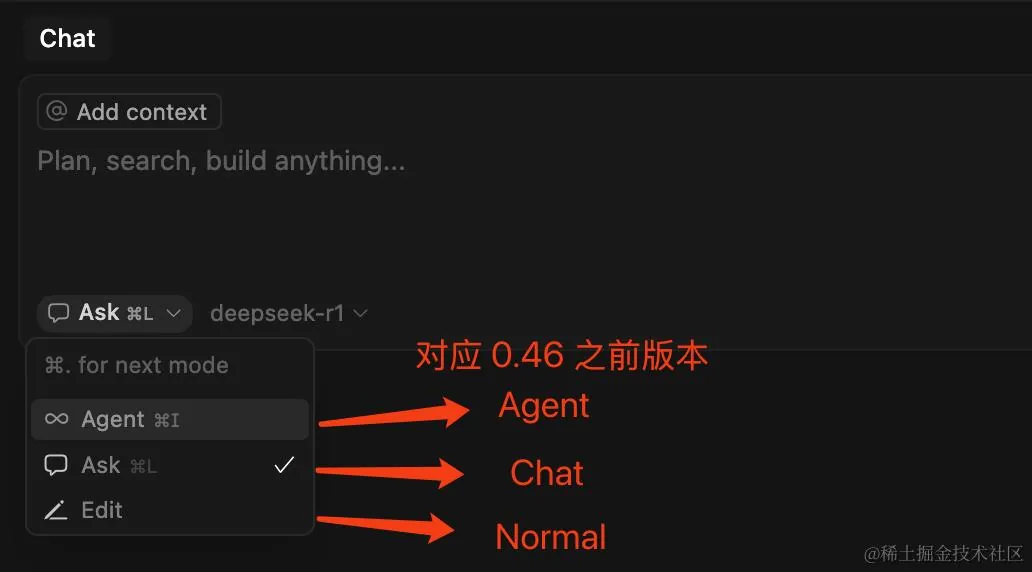 Chat
@ Add context
Plan, search, build anything...
Ask ⌘L deepseek-r1
⌘. for next mode
对应 0.46 之前版本
Agent ⌘I Agent
Ask ⌘L Chat
Edit Normal
@稀土掘金技术社区